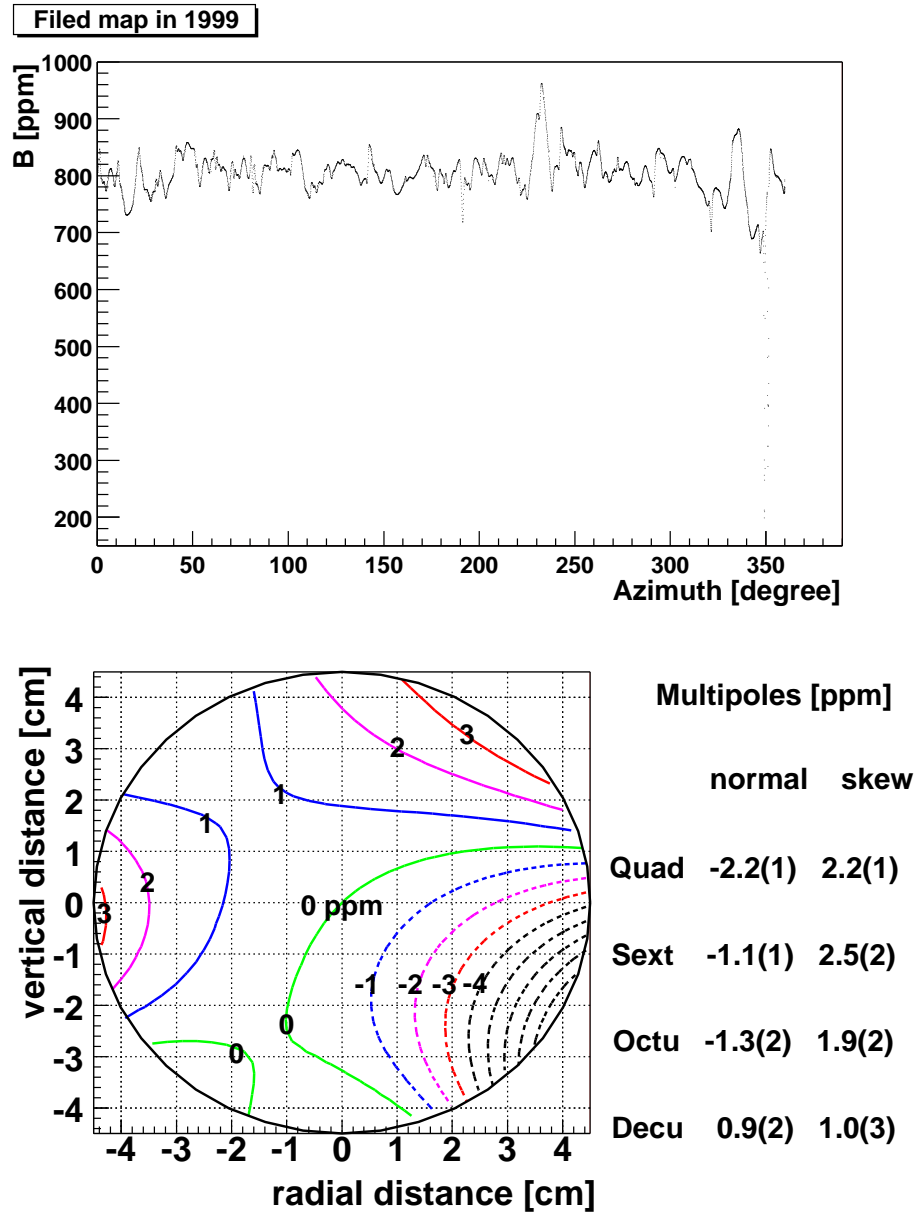 Filed map in 1999
B [ppm]
1000
900
800
700
600
500
400
300
200
0 50 100 150 200 250 300 350
Azimuth [degree]
vertical distance [cm]
4
3
2
1
0
-1
-2
-3
-4
3
2
1
1
2
3
0 ppm
-1 -2 -3 -4
0
0
-4 -3 -2 -1 0 1 2 3 4
radial distance [cm]
Multipoles [ppm]
normal skew
Quad -2.2(1) 2.2(1)
Sext -1.1(1) 2.5(2)
Octu -1.3(2) 1.9(2)
Decu 0.9(2) 1.0(3)